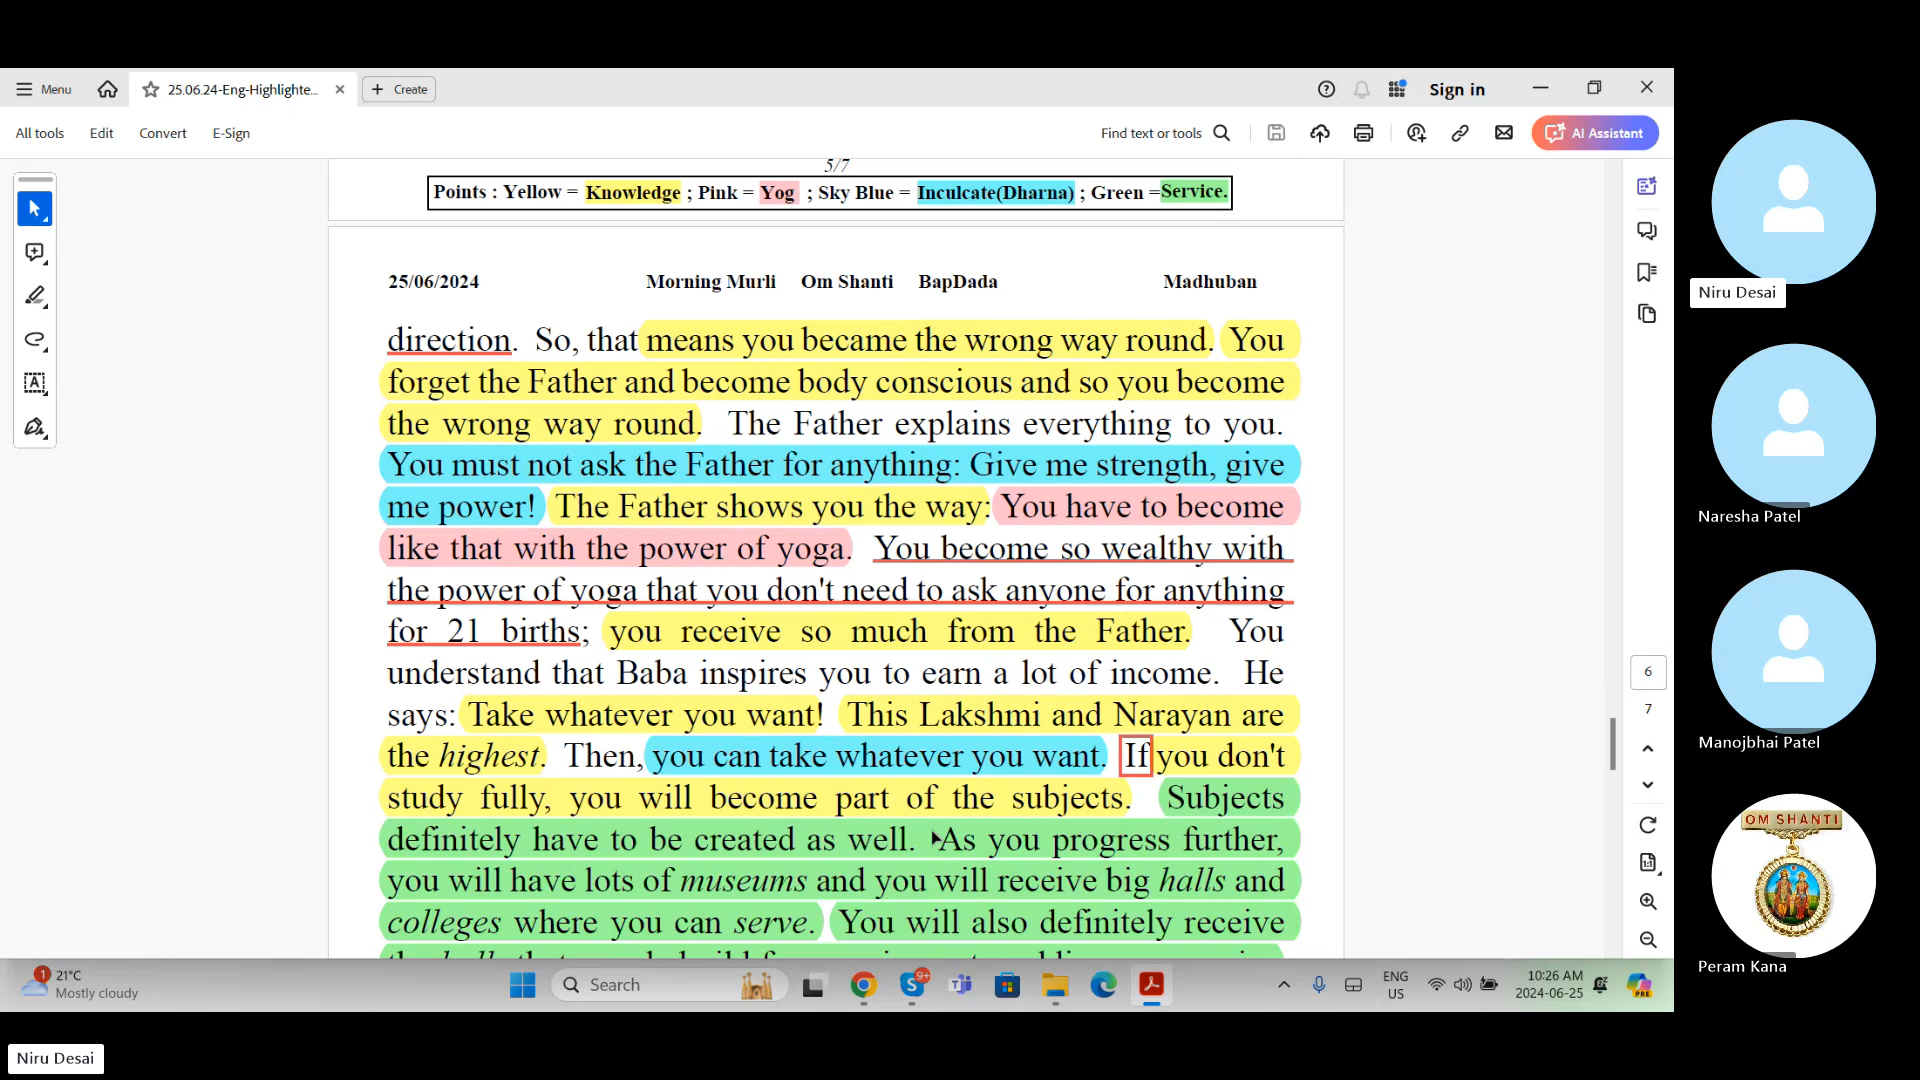 Menu
25.06.24-Eng-Highlighte...
Create
Sign in
All tools
Edit
Convert
E-Sign
Find text or tools
AI Assistant
5/7
Points : Yellow = Knowledge ; Pink = Yog ; Sky Blue = Inculcate(Dharna) ; Green =Service.
25/06/2024 Morning Murli Om Shanti BapDada Madhuban
direction. So, that means you became the wrong way round. You
forget the Father and become body conscious and so you become
the wrong way round. The Father explains everything to you.
You must not ask the Father for anything: Give me strength, give
me power! The Father shows you the way: You have to become
like that with the power of yoga. You become so wealthy with
the power of yoga that you don't need to ask anyone for anything
for 21 births; you receive so much from the Father. You
understand that Baba inspires you to earn a lot of income. He
says: Take whatever you want! This Lakshmi and Narayan are
the highest. Then, you can take whatever you want. If you don't
study fully, you will become part of the subjects. Subjects
definitely have to be created as well. As you progress further,
you will have lots of museums and you will receive big halls and
colleges where you can serve. You will also definitely receive
6
7
Niru Desai
Naresha Patel
Manojbhai Patel
OM SHANTI
Peram Kana
1
21°C
Mostly cloudy
Search
9+
ENG
US
10:26 AM
2024-06-25
PRE
Niru Desai